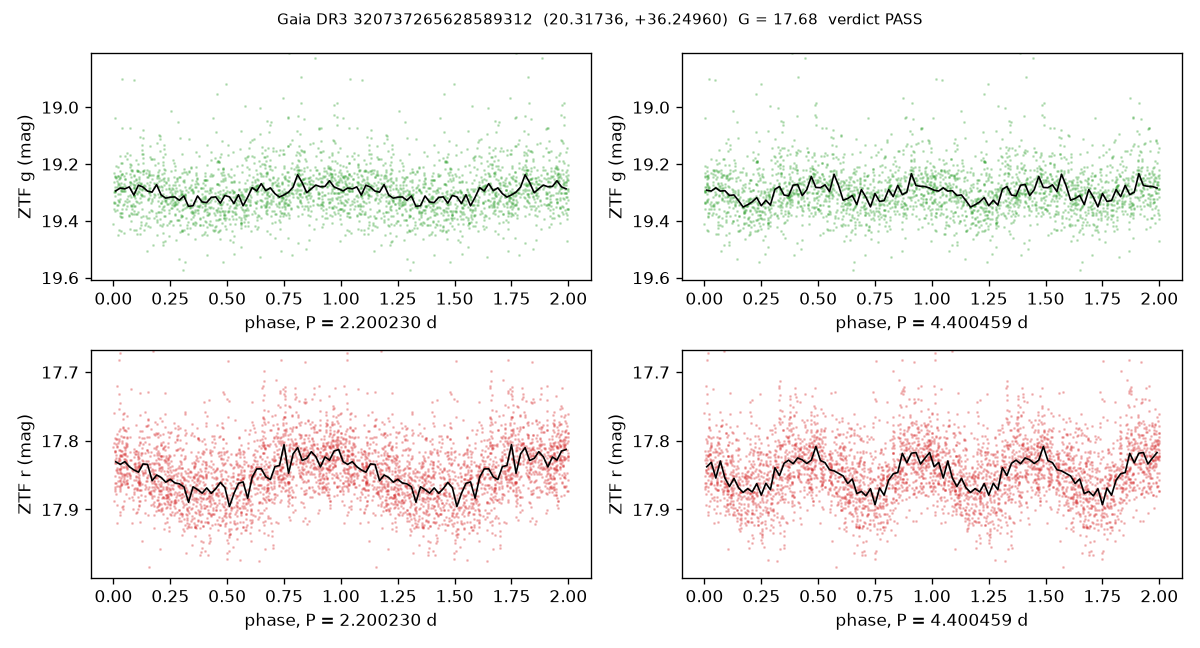 Gaia DR3 320737265628589312  (20.31736, +36.24960)  G = 17.68  verdict PASS
ZTF g (mag)
19.0
19.2
19.4
19.6
0.00 0.25 0.50 0.75 1.00 1.25 1.50 1.75 2.00
phase, P = 2.200230 d
ZTF g (mag)
19.0
19.2
19.4
19.6
0.00 0.25 0.50 0.75 1.00 1.25 1.50 1.75 2.00
phase, P = 4.400459 d
ZTF r (mag)
17.7
17.8
17.9
0.00 0.25 0.50 0.75 1.00 1.25 1.50 1.75 2.00
phase, P = 2.200230 d
ZTF r (mag)
17.7
17.8
17.9
0.00 0.25 0.50 0.75 1.00 1.25 1.50 1.75 2.00
phase, P = 4.400459 d